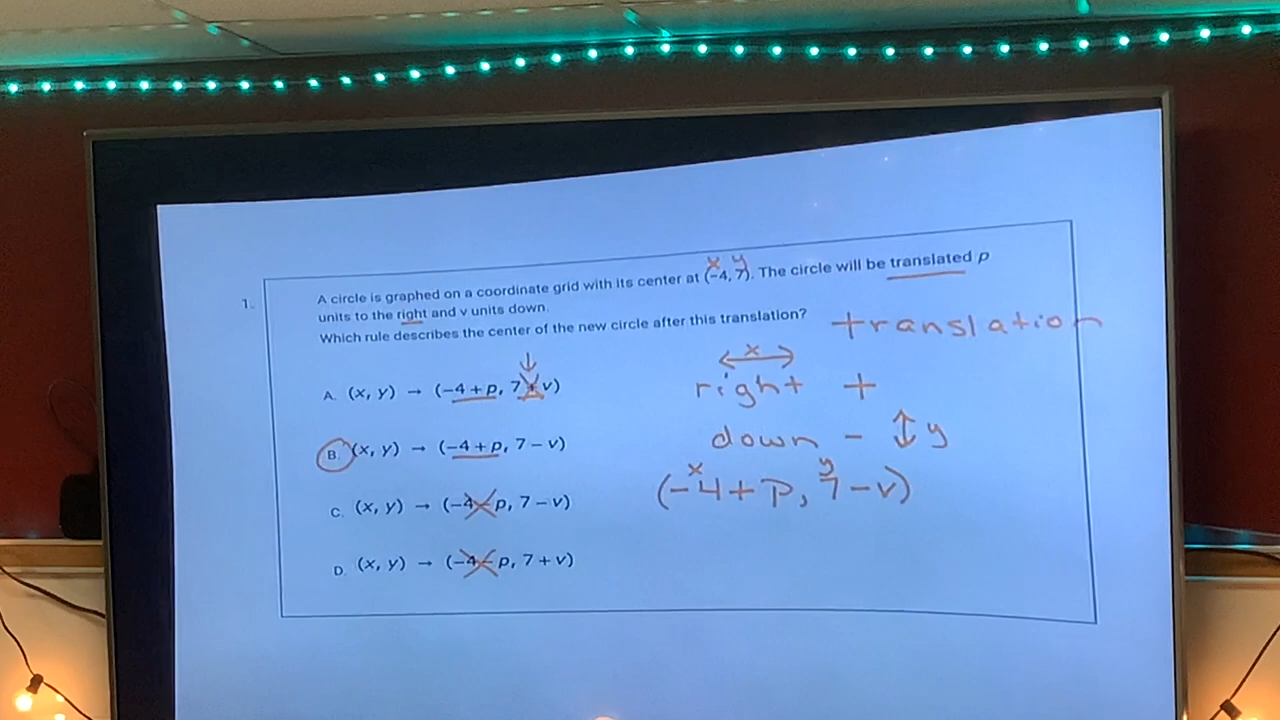 1. A circle is graphed on a coordinate grid with its center at (-4, 7). The circle will be translated p
units to the right and v units down.
Which rule describes the center of the new circle after this translation?
x y
translation
A. (x, y) → (-4 + p, 7 + v)
x
right +
B. (x, y) → (-4 + p, 7 - v)
down - ↕ y
C. (x, y) → (-4 - p, 7 - v)
x y
(-4 + p, 7 - v)
D. (x, y) → (-4 - p, 7 + v)